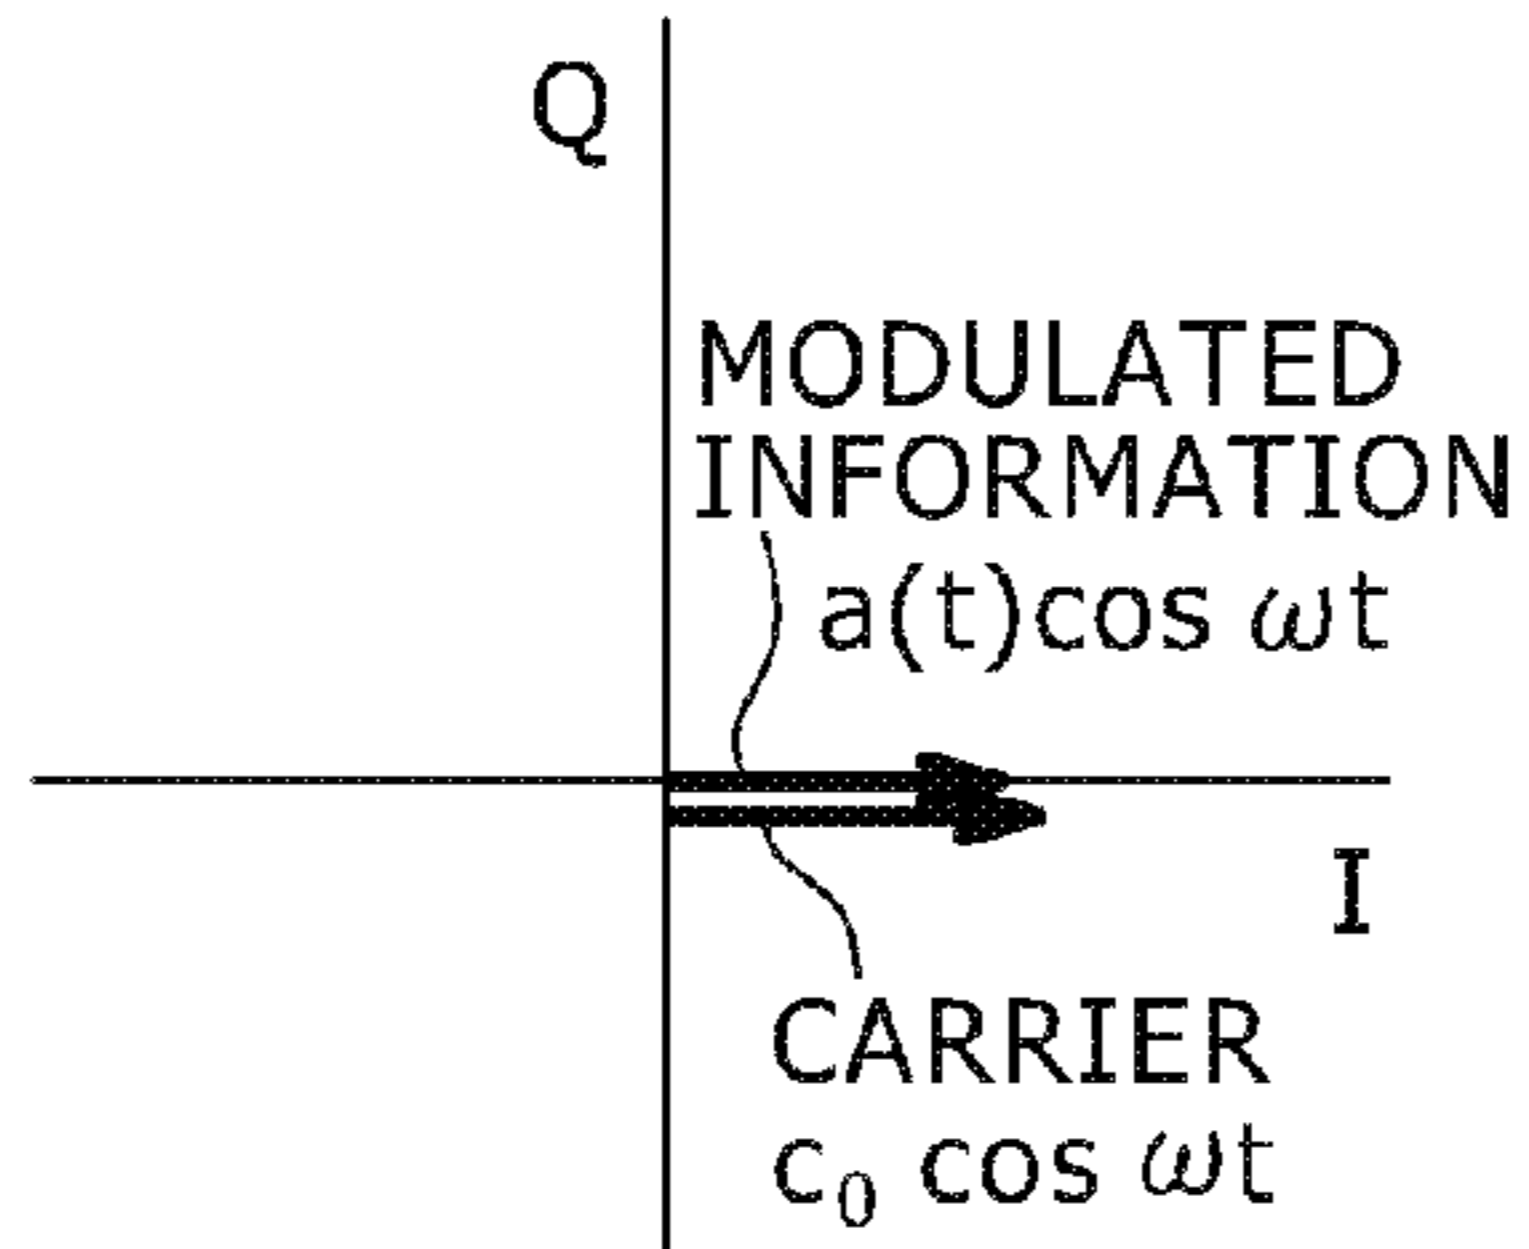 Q
MODULATED
INFORMATION
a(t)cos ωt
I
CARRIER
c₀ cos ωt